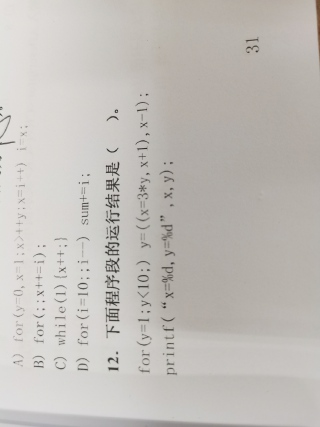 A) for(y=0,x=1;x>++y;x=i++) i=x;
B) for(;;x++=i);
C) while(1){x++;}
D) for(i=10;;i--) sum+=i;
12. 下面程序段的运行结果是( )。
for(y=1;y<10;) y=((x=3*y,x+1),x-1);
printf("x=%d,y=%d",x,y);
31